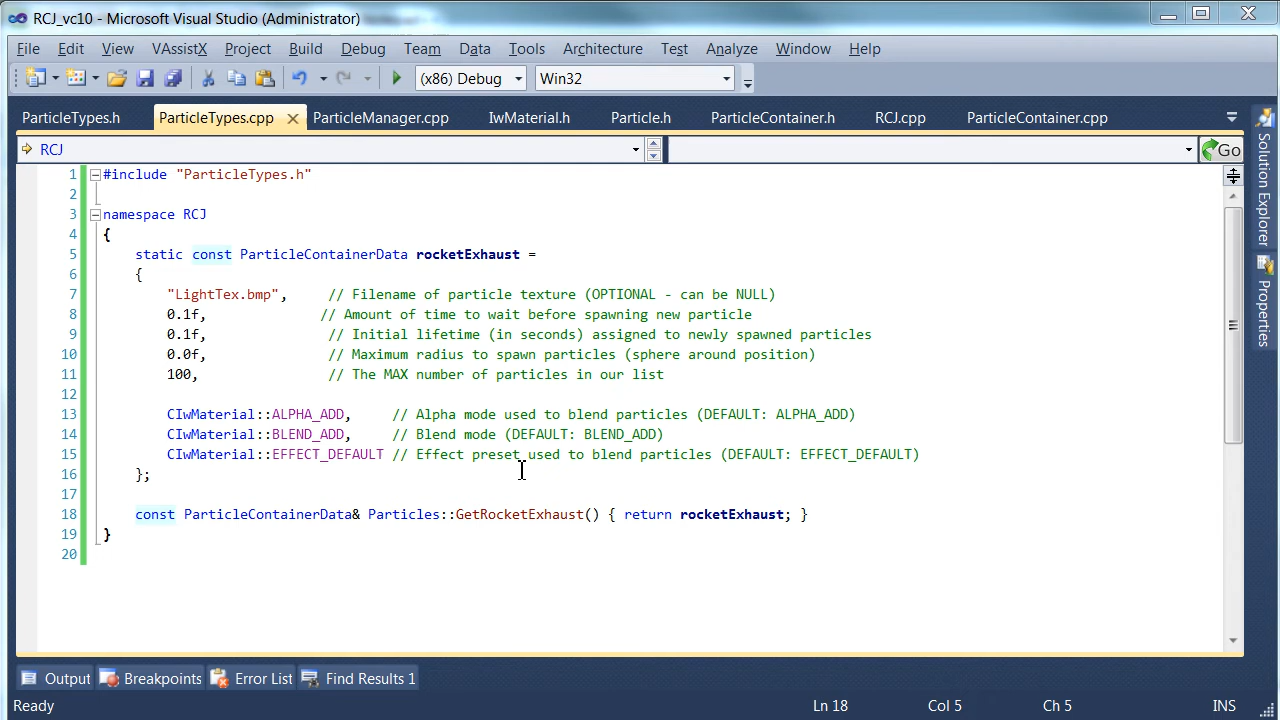 RCJ_vc10 - Microsoft Visual Studio (Administrator)
File Edit View VAssistX Project Build Debug Team Data Tools Architecture Test Analyze Window Help
(x86) Debug Win32
ParticleTypes.h ParticleTypes.cpp ParticleManager.cpp IwMaterial.h Particle.h ParticleContainer.h RCJ.cpp ParticleContainer.cpp
RCJ Go
1 #include "ParticleTypes.h"
2
3 namespace RCJ
4 {
5 static const ParticleContainerData rocketExhaust =
6 {
7 "LightTex.bmp", // Filename of particle texture (OPTIONAL - can be NULL)
8 0.1f, // Amount of time to wait before spawning new particle
9 0.1f, // Initial lifetime (in seconds) assigned to newly spawned particles
10 0.0f, // Maximum radius to spawn particles (sphere around position)
11 100, // The MAX number of particles in our list
12
13 CIwMaterial::ALPHA_ADD, // Alpha mode used to blend particles (DEFAULT: ALPHA_ADD)
14 CIwMaterial::BLEND_ADD, // Blend mode (DEFAULT: BLEND_ADD)
15 CIwMaterial::EFFECT_DEFAULT // Effect preset used to blend particles (DEFAULT: EFFECT_DEFAULT)
16 };
17
18 const ParticleContainerData& Particles::GetRocketExhaust() { return rocketExhaust; }
19 }
20
Solution Explorer
Properties
Output Breakpoints Error List Find Results 1
Ready Ln 18 Col 5 Ch 5 INS